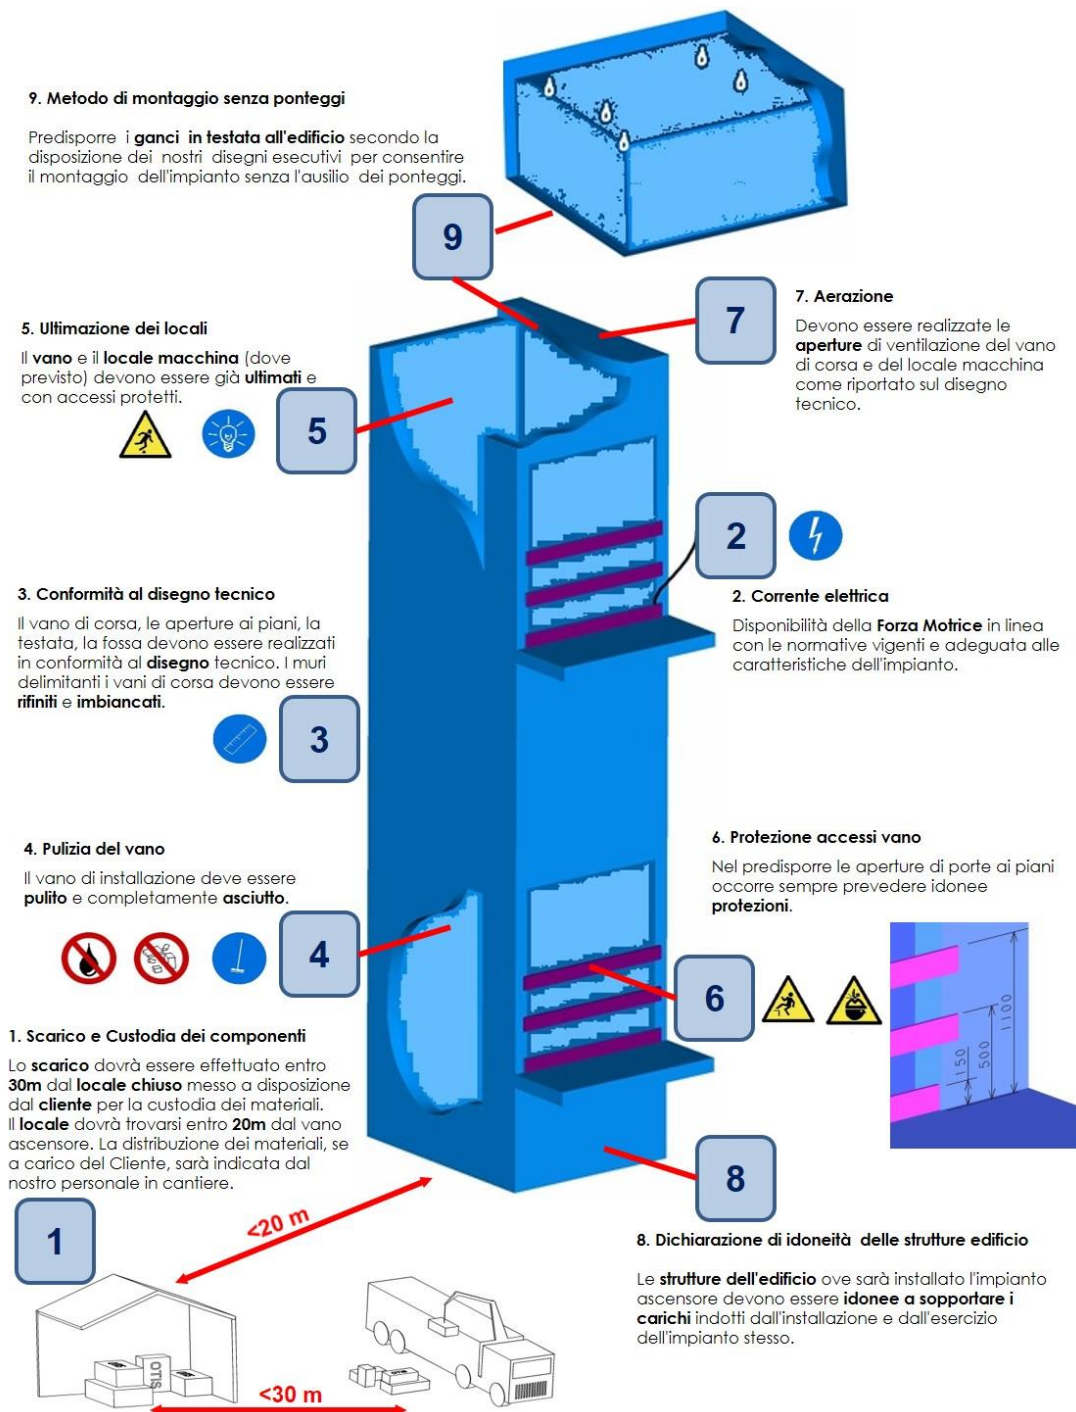 9. Metodo di montaggio senza ponteggi
Predisporre i ganci in testata all'edificio secondo la
disposizione dei nostri disegni esecutivi per consentire
il montaggio dell'impianto senza l'ausilio dei ponteggi.
9
7
7. Aerazione
Devono essere realizzate le
aperture di ventilazione del vano
di corsa e del locale macchina
come riportato sul disegno
tecnico.
5. Ultimazione dei locali
Il vano e il locale macchina (dove
previsto) devono essere già ultimati e
con accessi protetti.
5
2
2. Corrente elettrica
Disponibilità della Forza Motrice in linea
con le normative vigenti e adeguata alle
caratteristiche dell'impianto.
3. Conformità al disegno tecnico
Il vano di corsa, le aperture ai piani, la
testata, la fossa devono essere realizzati
in conformità al disegno tecnico. I muri
delimitanti i vani di corsa devono essere
rifiniti e imbiancati.
3
4. Pulizia del vano
Il vano di installazione deve essere
pulito e completamente asciutto.
4
6. Protezione accessi vano
Nel predisporre le aperture di porte ai piani
occorre sempre prevedere idonee
protezioni.
6
150
500
1100
1. Scarico e Custodia dei componenti
Lo scarico dovrà essere effettuato entro
30m dal locale chiuso messo a disposizione
dal cliente per la custodia dei materiali.
Il locale dovrà trovarsi entro 20m dal vano
ascensore. La distribuzione dei materiali, se
a carico del Cliente, sarà indicata dal
nostro personale in cantiere.
1
<20 m
OTIS
<30 m
8
8. Dichiarazione di idoneità delle strutture edificio
Le strutture dell'edificio ove sarà installato l'impianto
ascensore devono essere idonee a sopportare i
carichi indotti dall'installazione e dall'esercizio
dell'impianto stesso.